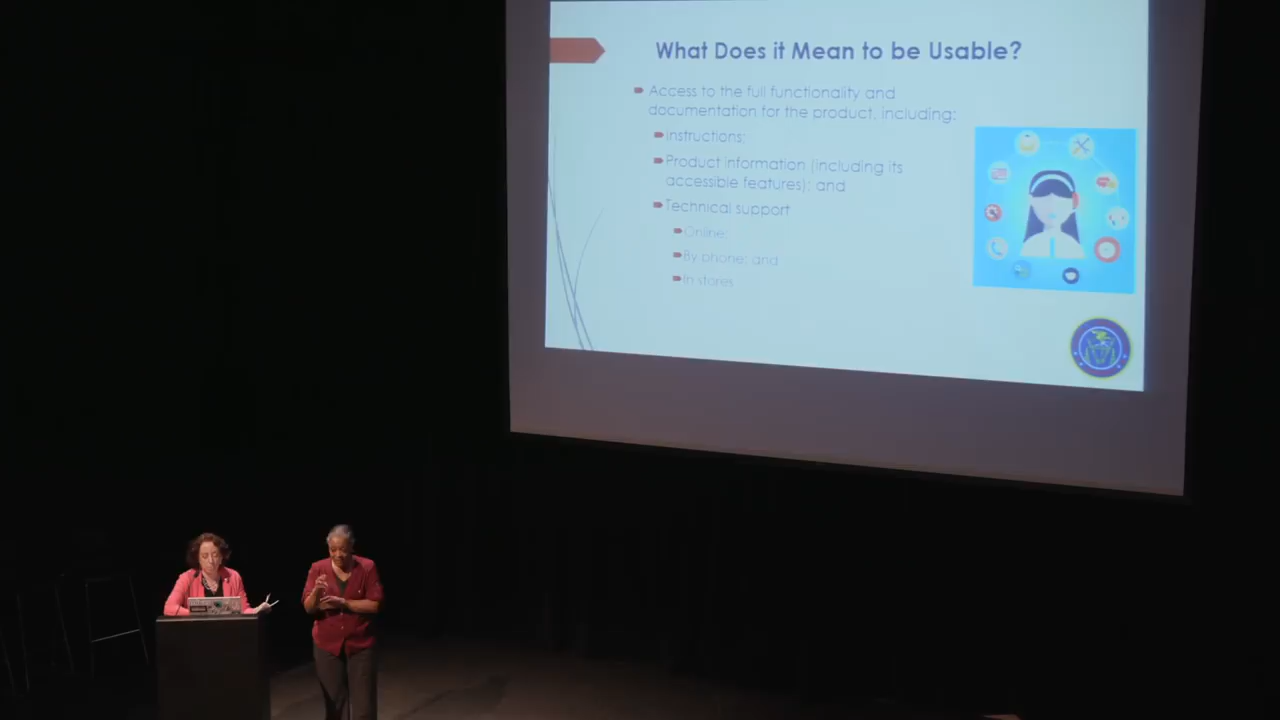 What Does it Mean to be Usable?
Access to the full functionality and
documentation for the product, including:
Instructions;
Product information (including its
accessible features); and
Technical support
Online;
By phone; and
In stores